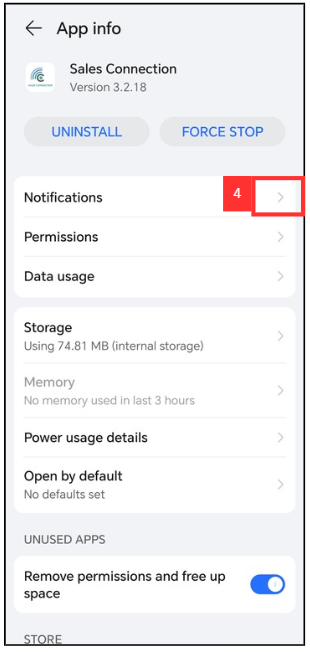 App info
Sales Connection
Version 3.2.18
UNINSTALL
FORCE STOP
Notifications
4
Permissions
Data usage
Storage
Using 74.81 MB (internal storage)
Memory
No memory used in last 3 hours
Power usage details
Open by default
No defaults set
UNUSED APPS
Remove permissions and free up
space
STORE